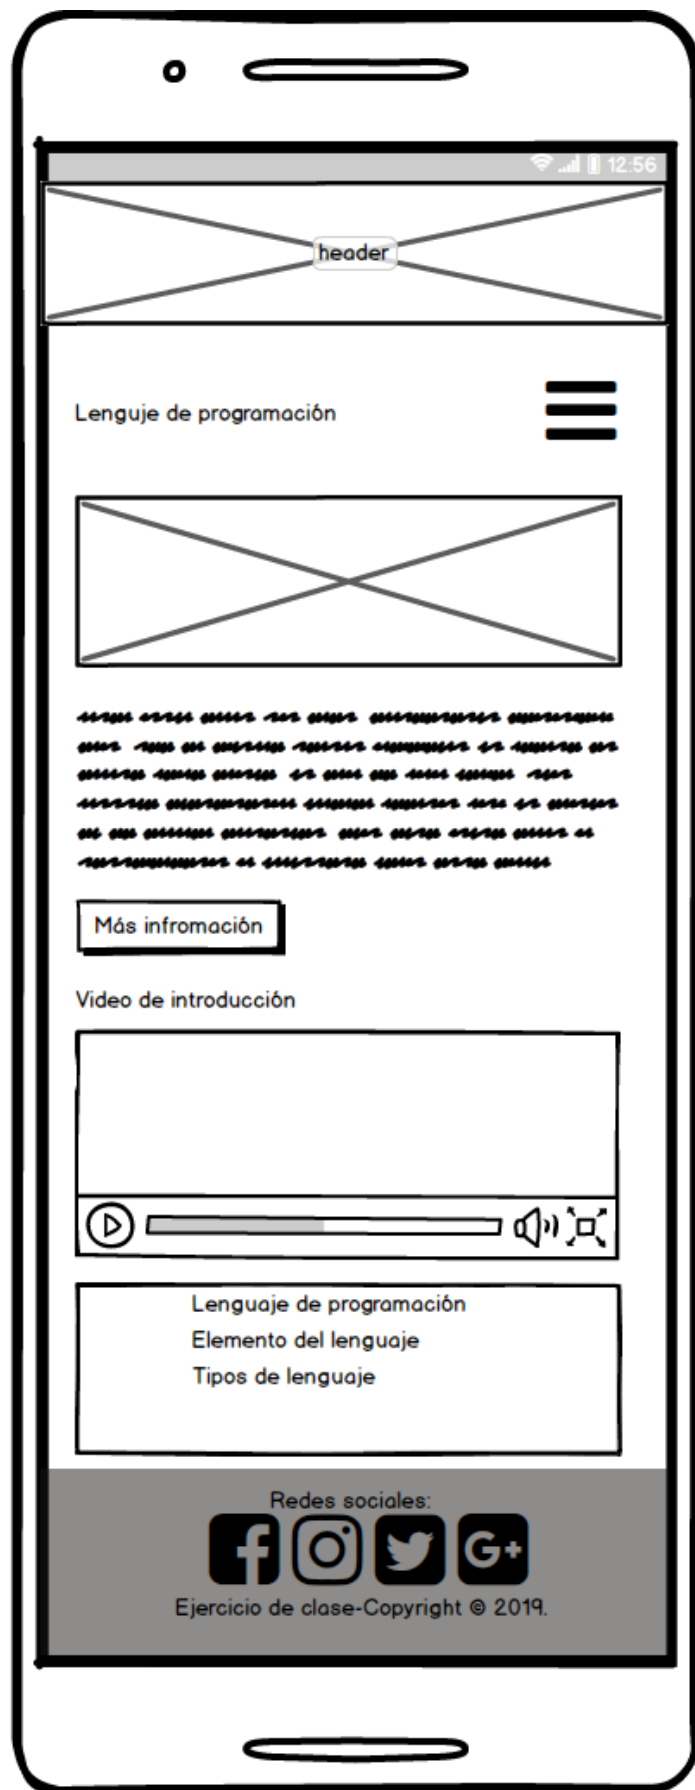 12:56
header
Lenguje de programación
Más infromación
Video de introducción
Lenguaje de programación
Elemento del lenguaje
Tipos de lenguaje
Redes sociales:
G+
Ejercicio de clase-Copyright © 2019.